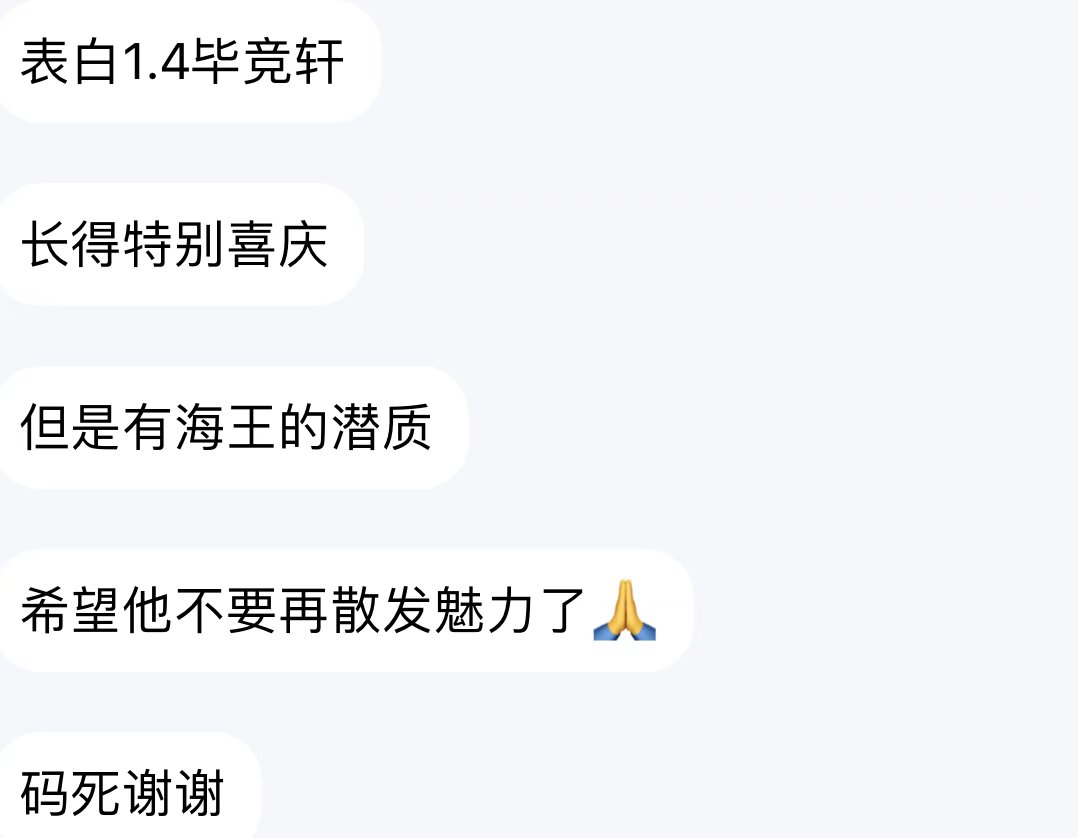 表白1.4毕竞轩
长得特别喜庆
但是有海王的潜质
希望他不要再散发魅力了🙏
码死谢谢